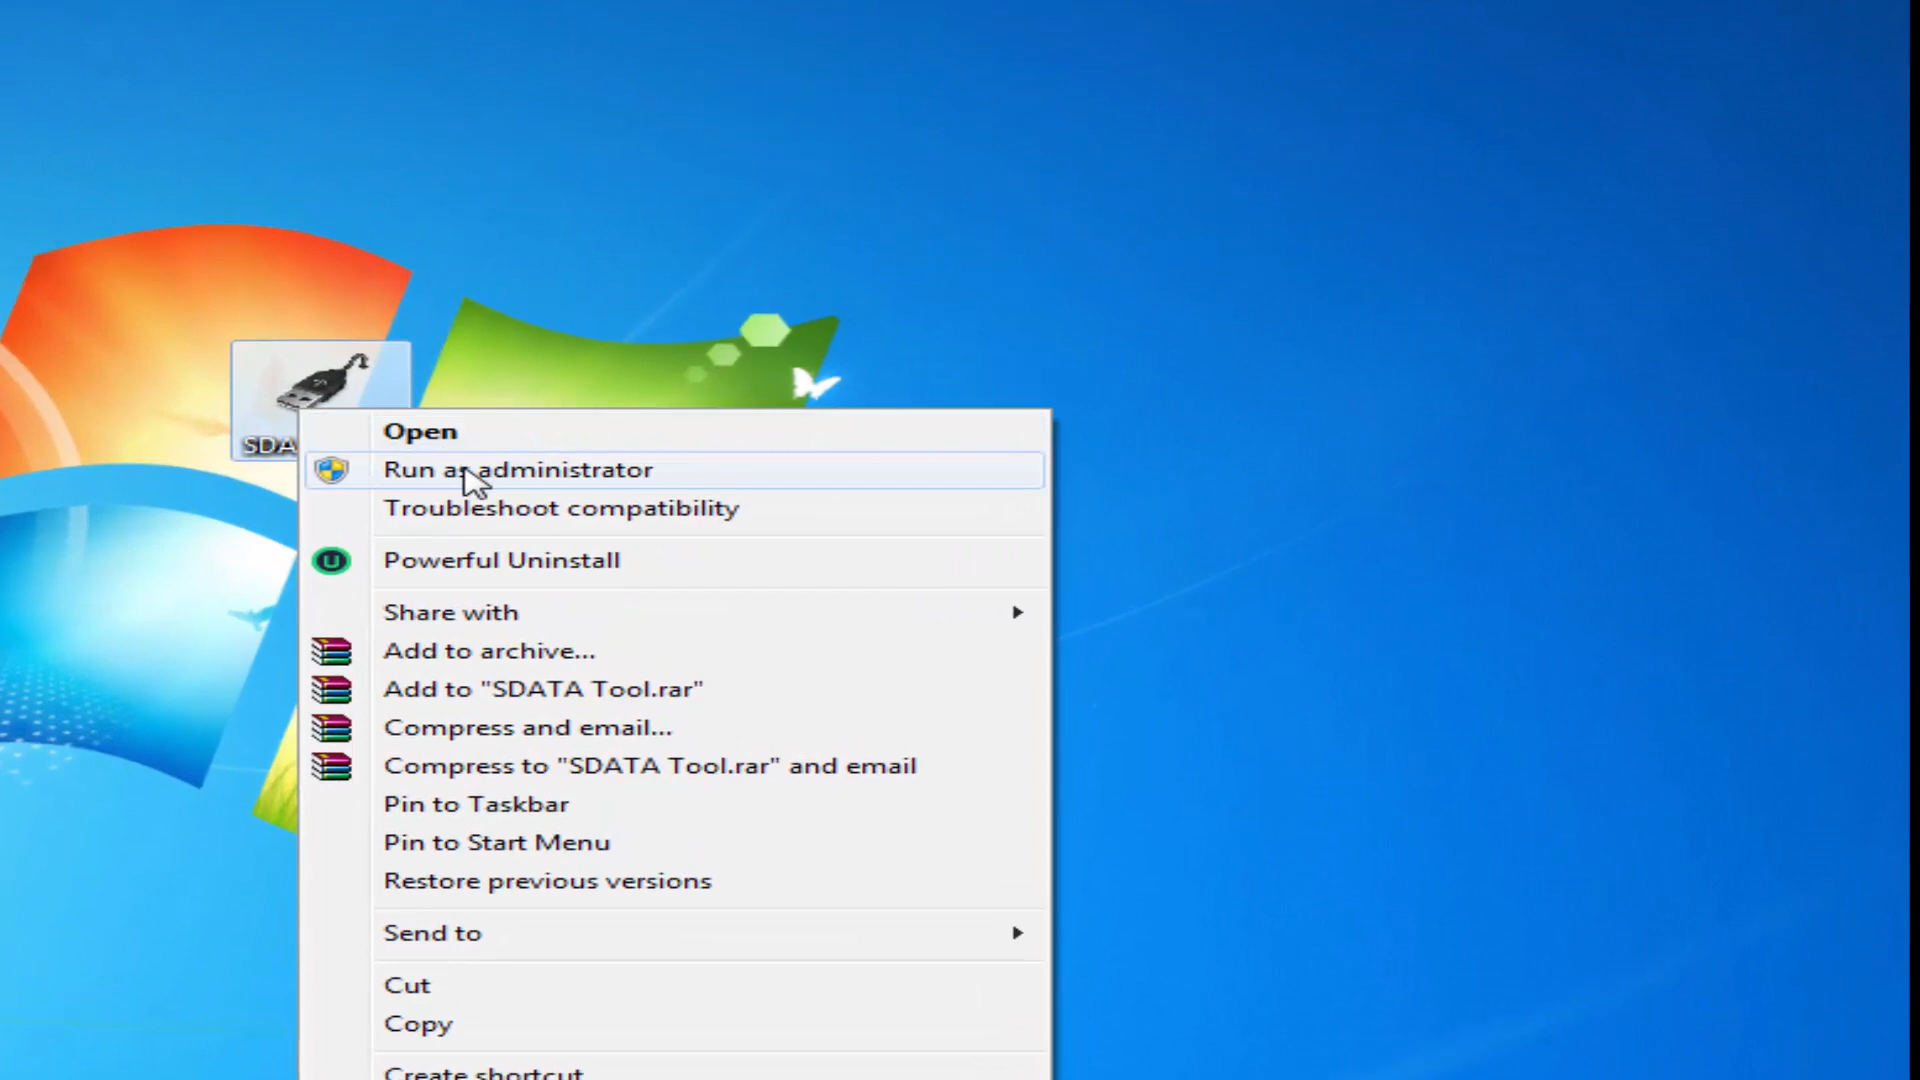 SDA
Open
Run as administrator
Troubleshoot compatibility
Powerful Uninstall
Share with
Add to archive...
Add to "SDATA Tool.rar"
Compress and email...
Compress to "SDATA Tool.rar" and email
Pin to Taskbar
Pin to Start Menu
Restore previous versions
Send to
Cut
Copy
Create shortcut